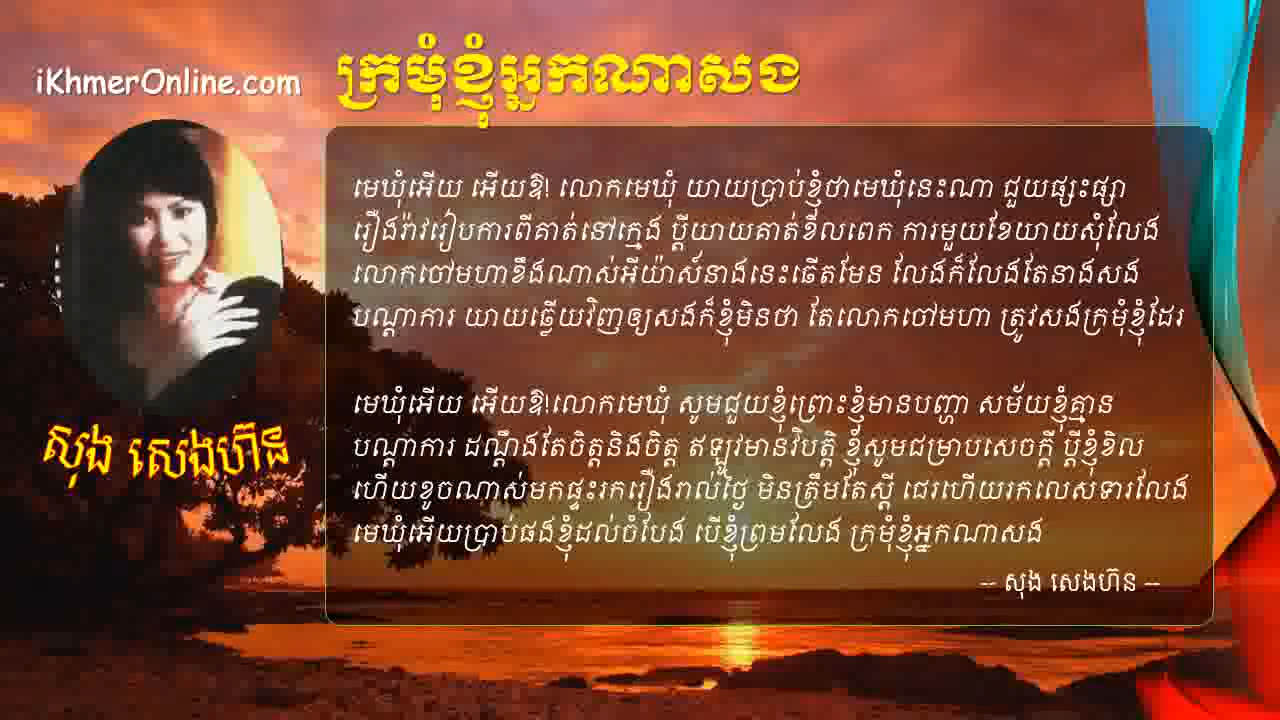 iKhmerOnline.com
ក្រមុំខ្ញុំអ្នកណាសង
មេឃុំអើយ អើយឱ! លោកមេឃុំ យាយប្រាប់ខ្ញុំថាមេឃុំនេះណា ជួយផ្សះផ្សា
រឿងរ៉ាវរៀបការពីគាត់នៅក្មេង ប្ដីយាយគាត់ខិលពេក ការមួយខែយាយសុំលែង
លោកចៅមហាខឹងណាស់អីយ៉ាស៍នាងនេះឆើតមែន លែងក៏លែងតែនាងសង
បណ្ដាការ យាយឆ្លើយវិញឲ្យសងក៏ខ្ញុំមិនថា តែលោកចៅមហា ត្រូវសងក្រមុំខ្ញុំដែរ
មេឃុំអើយ អើយឱ!លោកមេឃុំ សូមជួយខ្ញុំព្រោះខ្ញុំមានបញ្ហា សម័យខ្ញុំគ្មាន
បណ្ដាការ ដណ្ដឹងតែចិត្តនិងចិត្ត ឥឡូវមានវិបត្តិ ខ្ញុំសូមជម្រាបសេចក្ដី ប្ដីខ្ញុំខិល
ហើយខូចណាស់មកផ្ទះរករឿងរាល់ថ្ងៃ មិនត្រឹមតែស្ដី ជេរហើយរកលេសទារលែង
មេឃុំអើយប្រាប់ផងខ្ញុំដល់ចំបែង បើខ្ញុំព្រមលែង ក្រមុំខ្ញុំអ្នកណាសង
-- សុង សេងហ៊ន --
សុង សេងហ៊ន